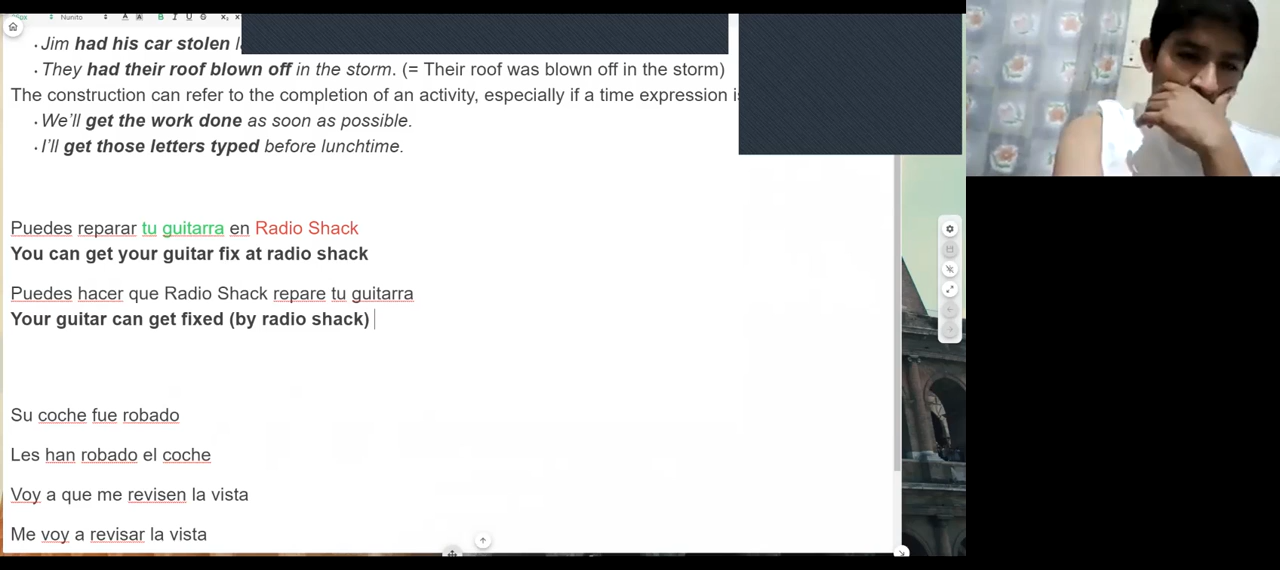 Nunito
Jim had his car stolen
They had their roof blown off in the storm. (= Their roof was blown off in the storm)
The construction can refer to the completion of an activity, especially if a time expression
We'll get the work done as soon as possible.
I'll get those letters typed before lunchtime.
Puedes reparar tu guitarra en Radio Shack
You can get your guitar fix at radio shack
Puedes hacer que Radio Shack repare tu guitarra
Your guitar can get fixed (by radio shack)
Su coche fue robado
Les han robado el coche
Voy a que me revisen la vista
Me voy a revisar la vista